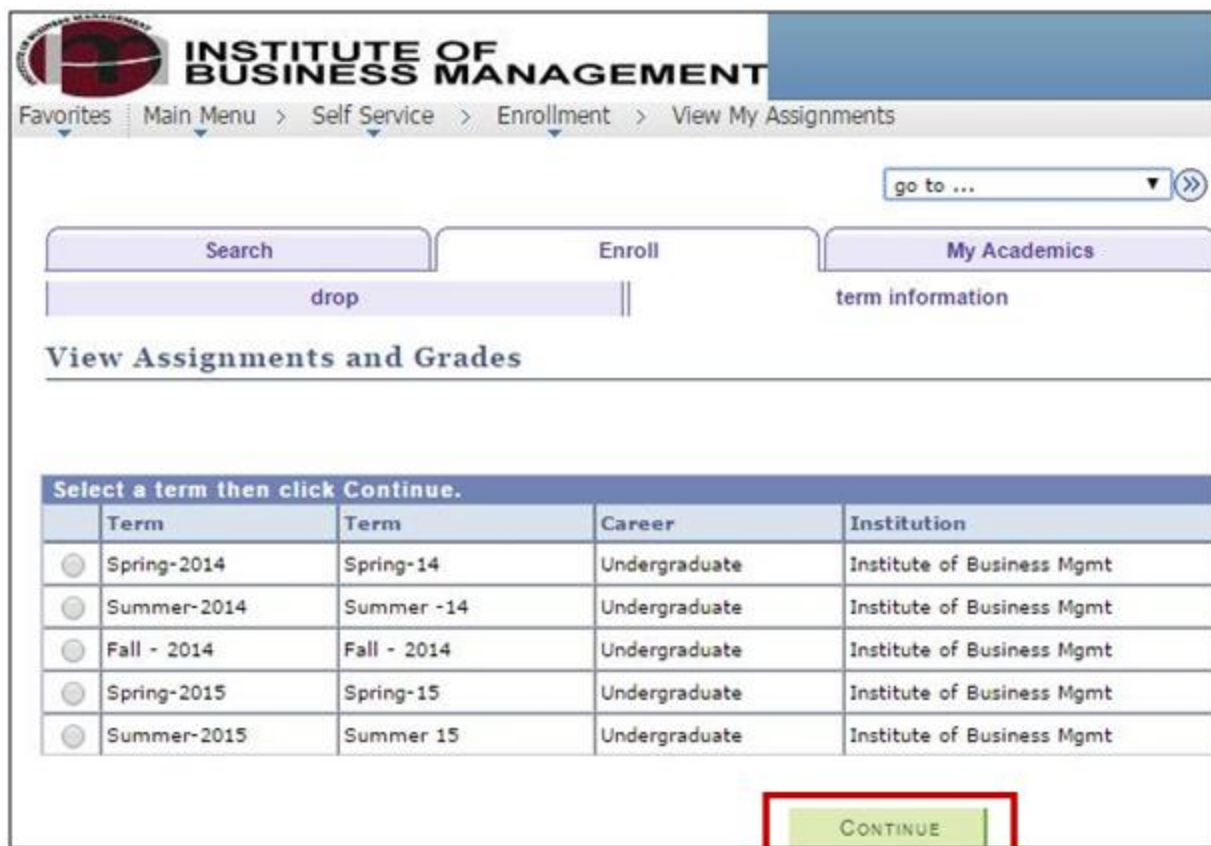 INSTITUTE OF BUSINESS MANAGEMENT
INSTITUTE OF
BUSINESS MANAGEMENT
Favorites Main Menu > Self Service > Enrollment > View My Assignments
go to ...
Search Enroll My Academics
drop term information
View Assignments and Grades
Select a term then click Continue.
Term Term Career Institution
Spring-2014 Spring-14 Undergraduate Institute of Business Mgmt
Summer-2014 Summer -14 Undergraduate Institute of Business Mgmt
Fall - 2014 Fall - 2014 Undergraduate Institute of Business Mgmt
Spring-2015 Spring-15 Undergraduate Institute of Business Mgmt
Summer-2015 Summer 15 Undergraduate Institute of Business Mgmt
CONTINUE